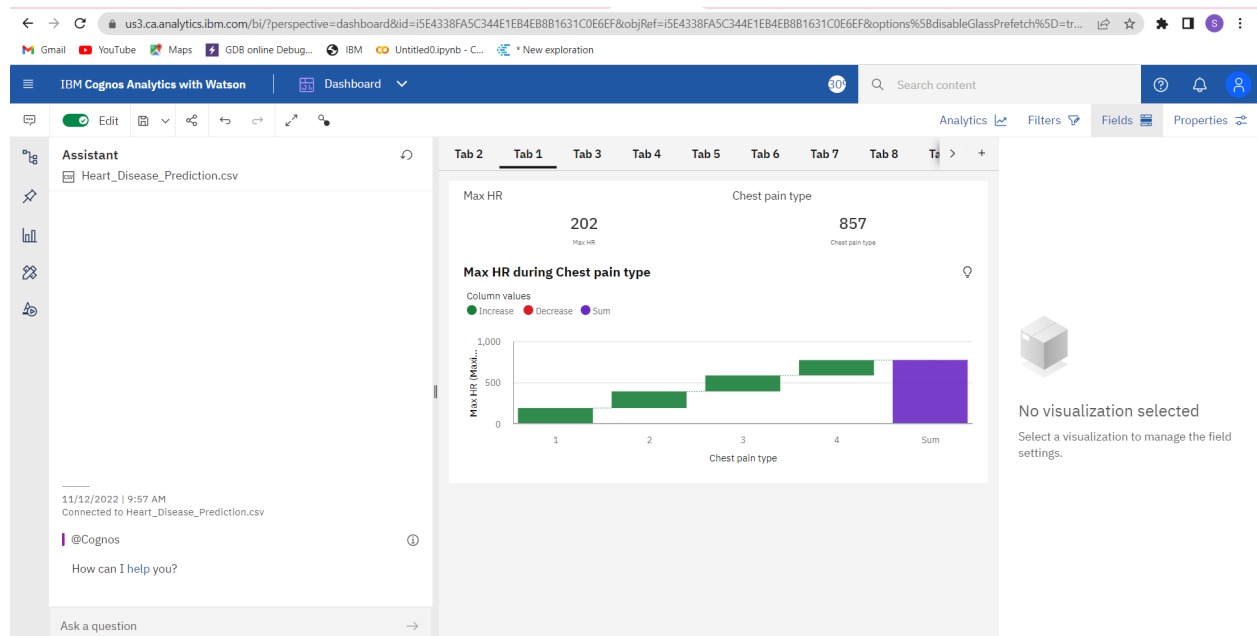 us3.ca.analytics.ibm.com/bi/?perspective=dashboard&id=i5E4338FA5C344E1EB4EB8B1631C0E6EF&objRef=i5E4338FA5C344E1EB4EB8B1631C0E6EF&options%5BdisableGlassPrefetch%5D=tr...
S
Gmail YouTube Maps GDB online Debug... IBM Untitled0.ipynb - C... * New exploration
IBM Cognos Analytics with Watson Dashboard Search content
Edit Analytics Filters Fields Properties
Assistant
Heart_Disease_Prediction.csv
Tab 2 Tab 1 Tab 3 Tab 4 Tab 5 Tab 6 Tab 7 Tab 8
Max HR Chest pain type
202 857
Max HR Chest pain type
Max HR during Chest pain type
Column values
Increase Decrease Sum
1,000
500
0
Max HR (Maxi...
1 2 3 4 Sum
Chest pain type
No visualization selected
Select a visualization to manage the field
settings.
11/12/2022 | 9:57 AM
Connected to Heart_Disease_Prediction.csv
@Cognos
How can I help you?
Ask a question